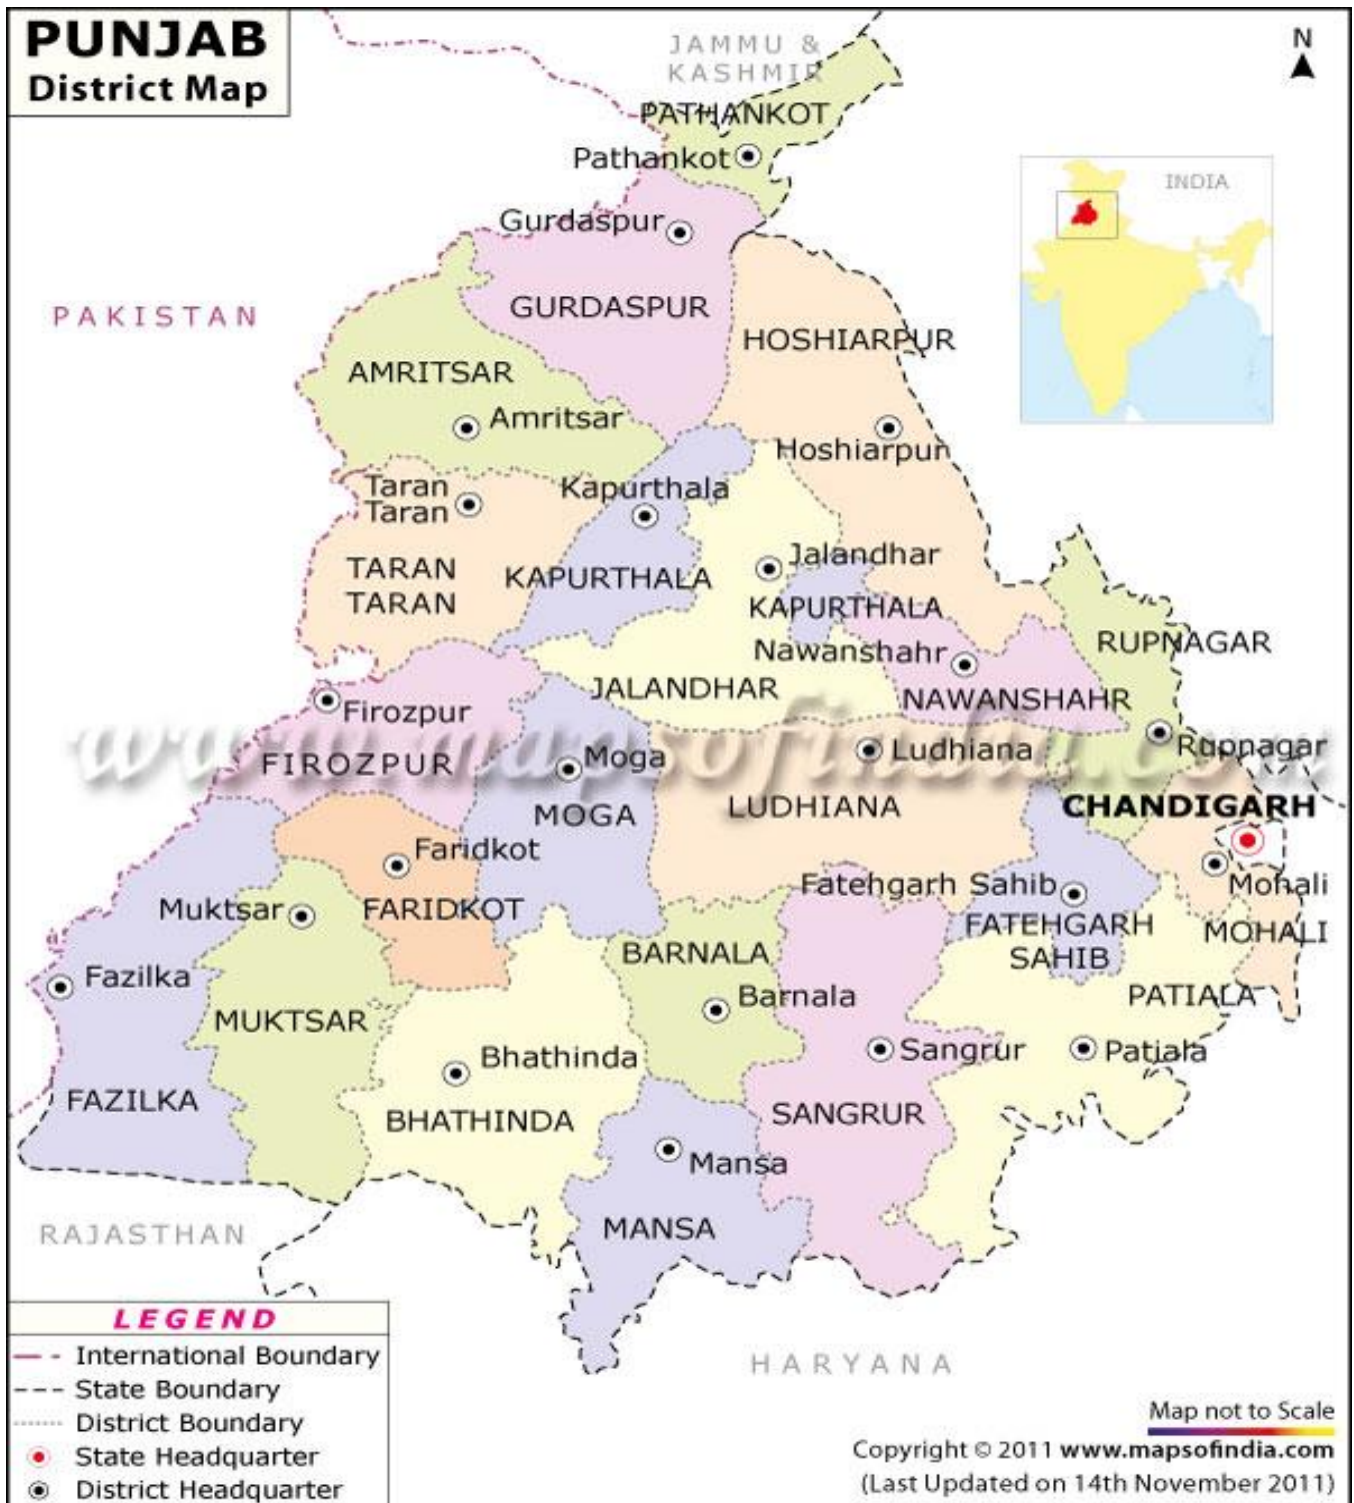 PUNJAB
District Map
JAMMU &
KASHMIR
N
PATHANKOT
Pathankot
INDIA
Gurdaspur
GURDASPUR
PAKISTAN
HOSHIARPUR
AMRITSAR
Amritsar
Hoshiarpur
Taran
Taran
Kapurthala
Jalandhar
TARAN
TARAN
KAPURTHALA
KAPURTHALA
RUPNAGAR
Nawanshahr
JALANDHAR
NAWANSHAHR
Firozpur
www.mapsofindia.com
Rupnagar
Ludhiana
Moga
FIROZPUR
CHANDIGARH
LUDHIANA
MOGA
Faridkot
Fatehgarh Sahib
Mohali
Muktsar
FARIDKOT
FATEHGARH
SAHIB
MOHALI
BARNALA
Fazilka
Barnala
PATIALA
MUKTSAR
Bhathinda
Sangrur
Patiala
FAZILKA
BHATHINDA
SANGRUR
Mansa
MANSA
RAJASTHAN
HARYANA
LEGEND
International Boundary
State Boundary
District Boundary
State Headquarter
District Headquarter
Map not to Scale
Copyright © 2011 www.mapsofindia.com
(Last Updated on 14th November 2011)